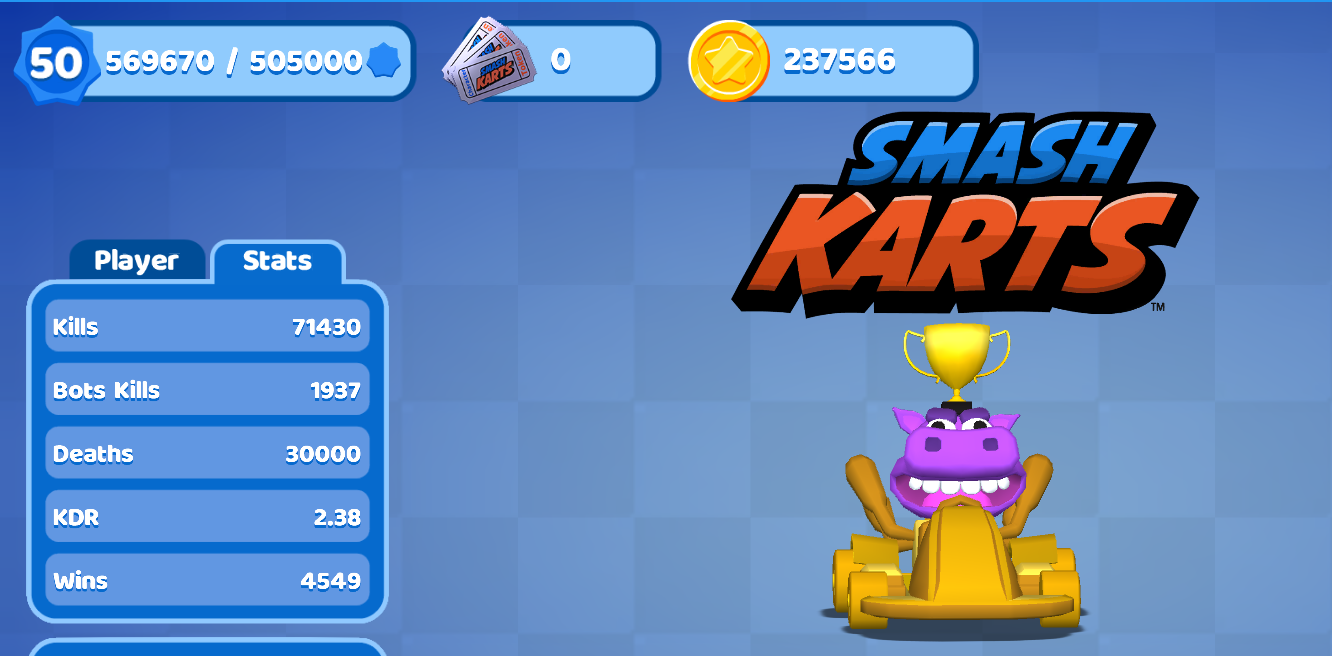 50 569670 / 505000 0 237566
SMASH
KARTS
TM
Player Stats
Kills 71430
Bots Kills 1937
Deaths 30000
KDR 2.38
Wins 4549
SMASH
KARTS